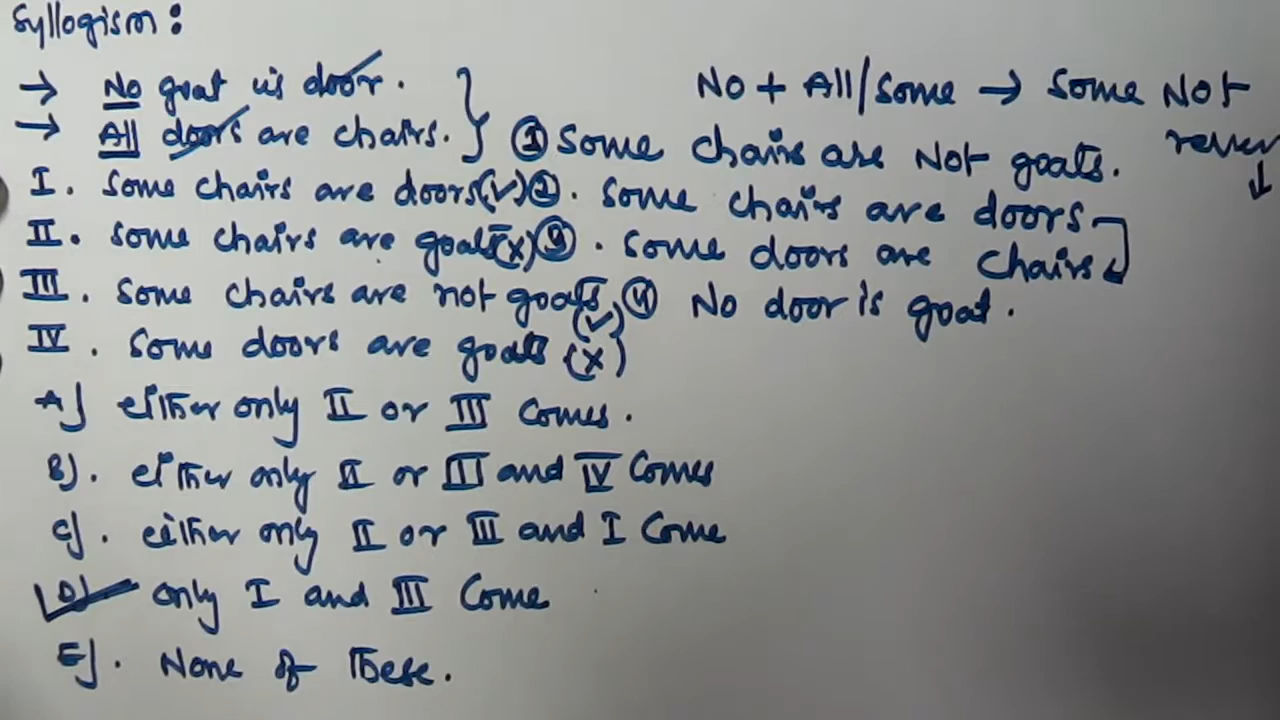 Syllogism:
→ No goat is door.
→ All doors are chairs.
No + All/Some → Some Not
rever
① Some chairs are Not goats.
I. Some chairs are doors(✓) ②. Some chairs are doors
II. Some chairs are goats(x) ③. Some doors are chairs
III. Some chairs are not goats (✓) ④ No door is goat.
IV. Some doors are goats (x)
A) either only II or III Comes.
B). either only II or III and IV Comes
C). either only II or III and I Come
D) only I and III Come
E). None of These.